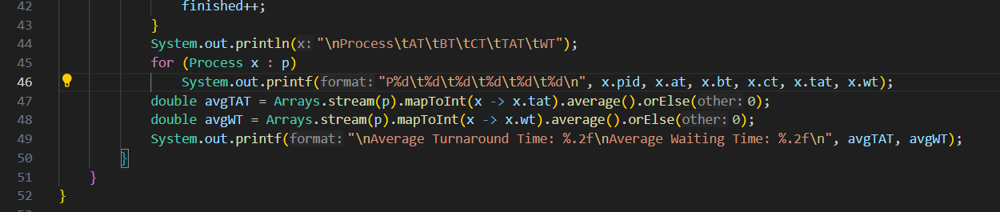 42 finished++;
43 }
44 System.out.println(x: "\nProcess\tAT\tBT\tCT\tTAT\tWT");
45 for (Process x : p)
46 System.out.printf(format: "P%d\t%d\t%d\t%d\t%d\t%d\n", x.pid, x.at, x.bt, x.ct, x.tat, x.wt);
47 double avgTAT = Arrays.stream(p).mapToInt(x -> x.tat).average().orElse(other: 0);
48 double avgWT = Arrays.stream(p).mapToInt(x -> x.wt).average().orElse(other: 0);
49 System.out.printf(format: "\nAverage Turnaround Time: %.2f\nAverage Waiting Time: %.2f\n", avgTAT, avgWT);
50 }
51 }
52 }